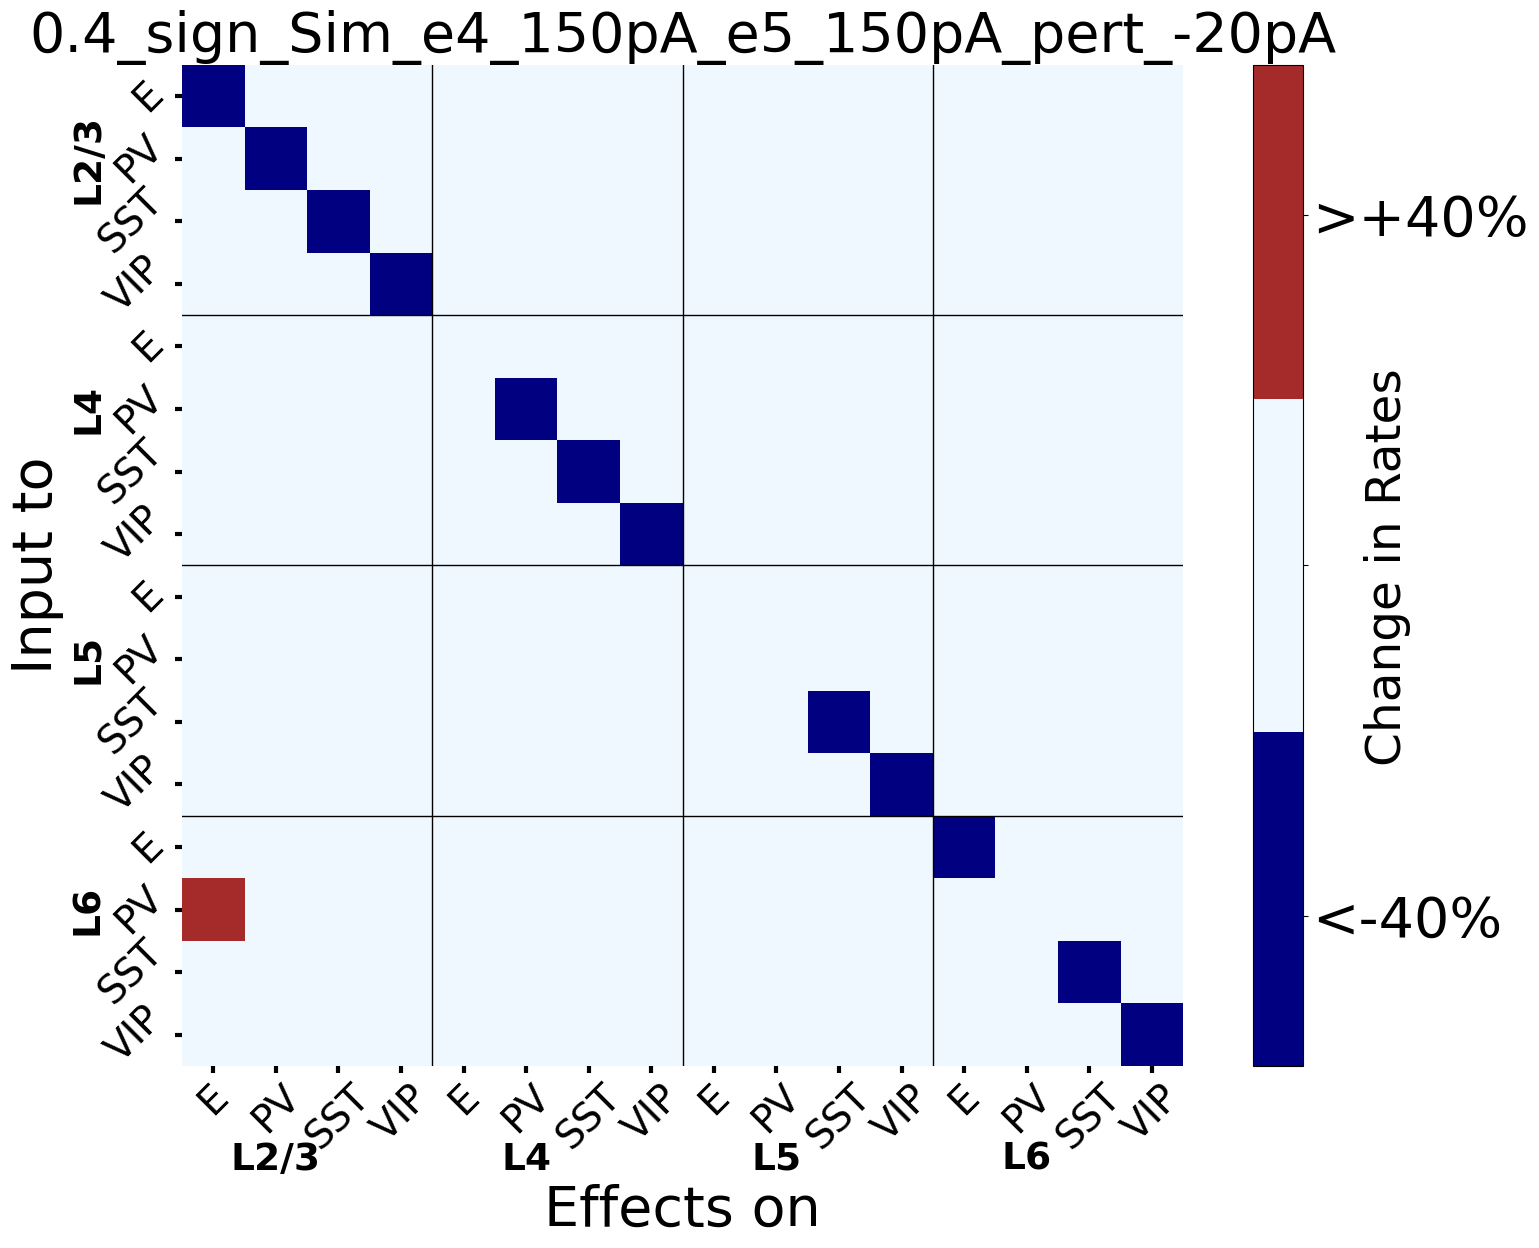 0.4_sign_Sim_e4_150pA_e5_150pA_pert_-20pA
Input to
L2/3
E
PV
SST
VIP
L4
E
PV
SST
VIP
L5
E
PV
SST
VIP
L6
E
PV
SST
VIP
E PV SST VIP E PV SST VIP E PV SST VIP E PV SST VIP
L2/3 L4 L5 L6
Effects on
>+40%
<-40%
Change in Rates